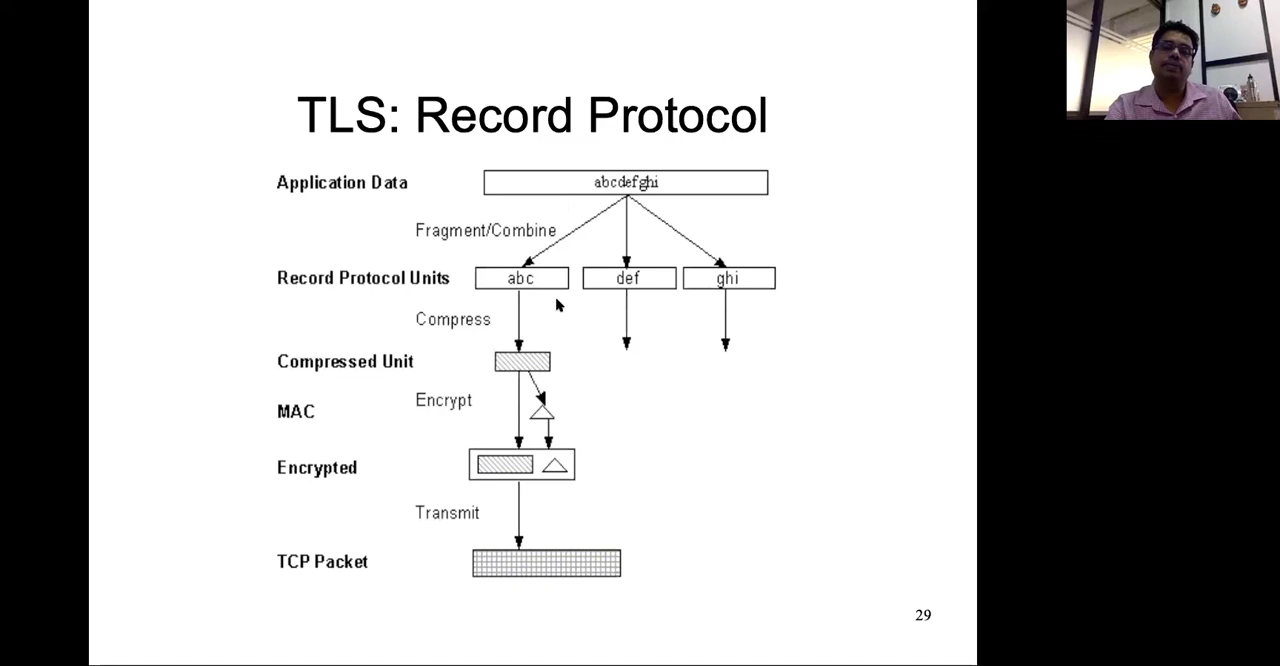 TLS: Record Protocol
Application Data
abcdefghi
Fragment/Combine
Record Protocol Units
abc
def
ghi
Compress
Compressed Unit
Encrypt
MAC
Encrypted
Transmit
TCP Packet
29